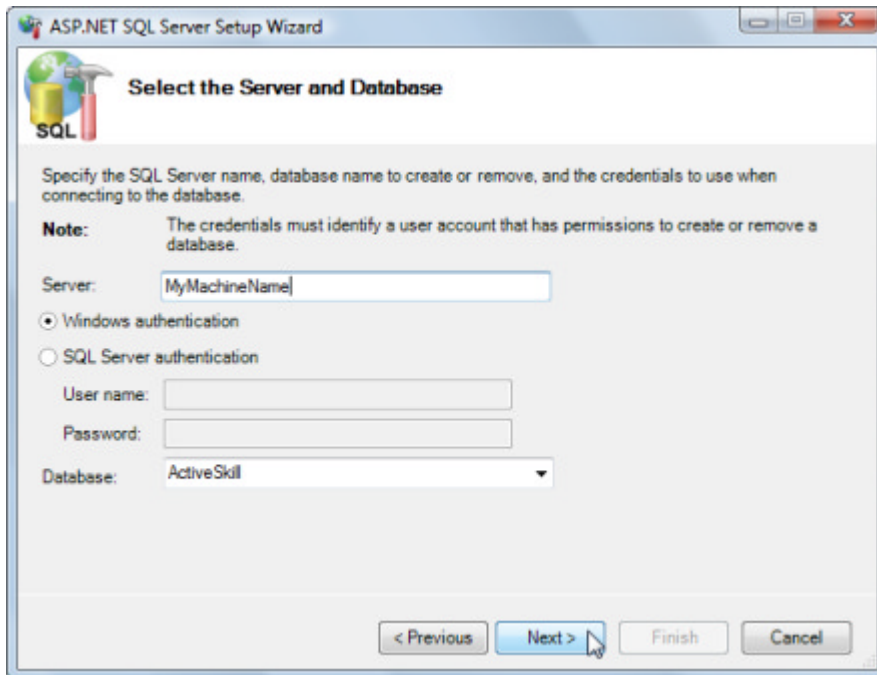 ASP.NET SQL Server Setup Wizard
Select the Server and Database
SQL
Specify the SQL Server name, database name to create or remove, and the credentials to use when
connecting to the database.
Note: The credentials must identify a user account that has permissions to create or remove a
database.
Server: MyMachineName
Windows authentication
SQL Server authentication
User name:
Password:
Database: ActiveSkill
< Previous Next > Finish Cancel